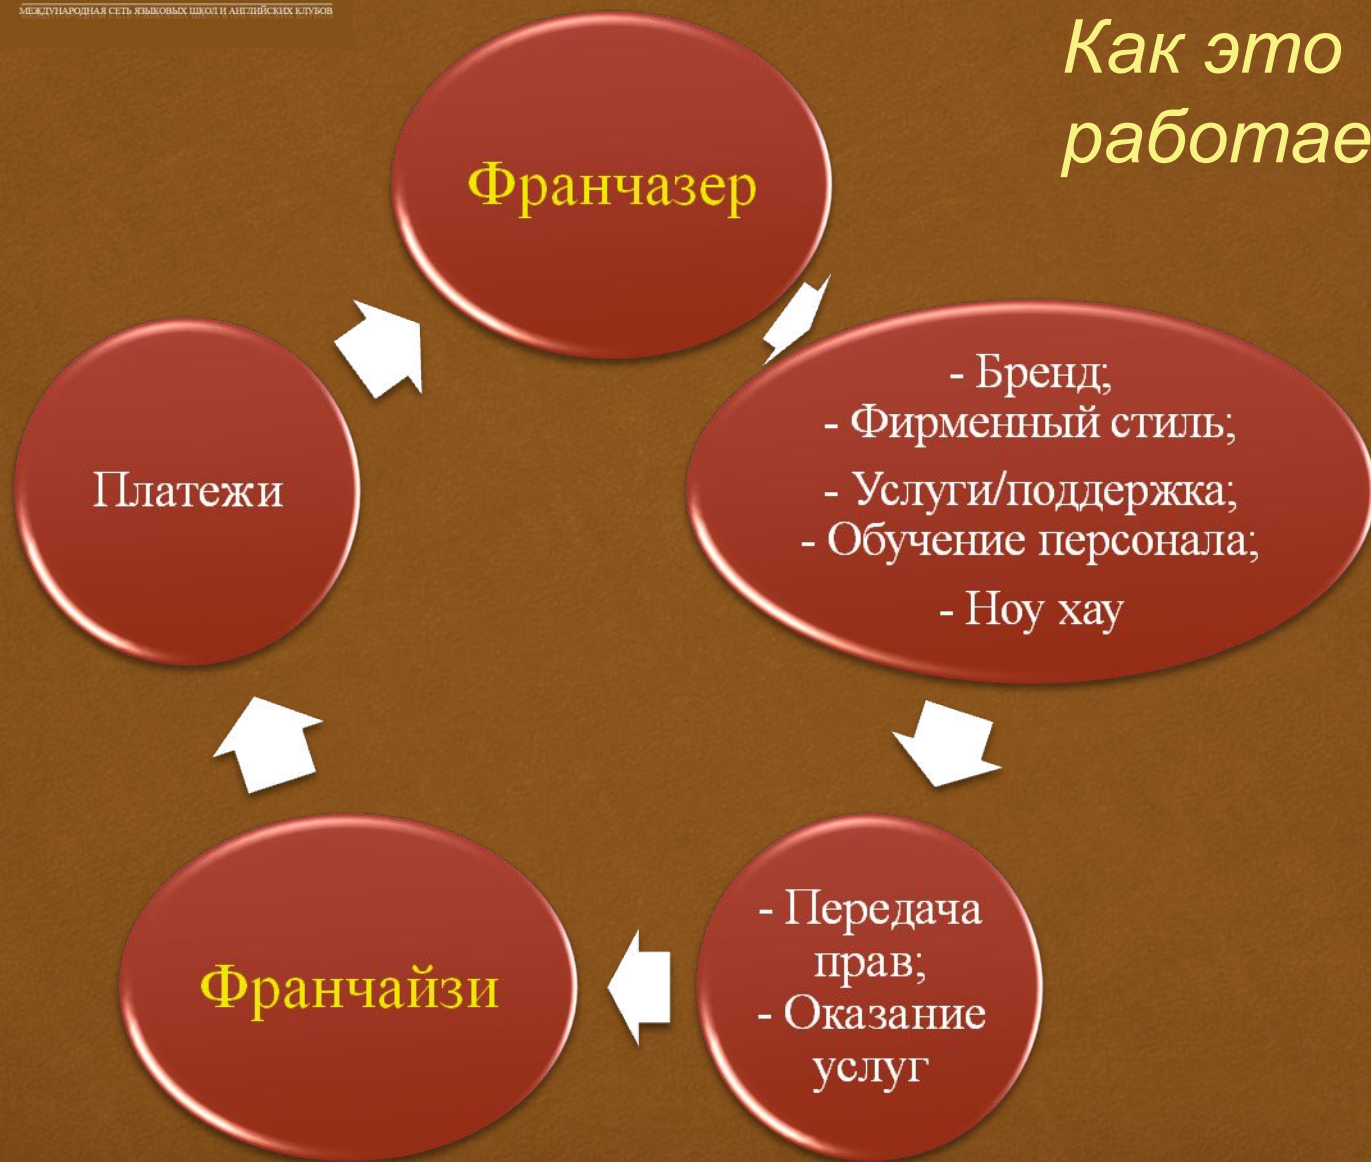 МЕЖДУНАРОДНАЯ СЕТЬ ЯЗЫКОВЫХ ШКОЛ И АНГЛИЙСКИХ КЛУБОВ
Как это
работае
Франчазер
- Бренд;
- Фирменный стиль;
- Услуги/поддержка;
- Обучение персонала;
- Ноу хау
Платежи
- Передача
прав;
- Оказание
услуг
Франчайзи